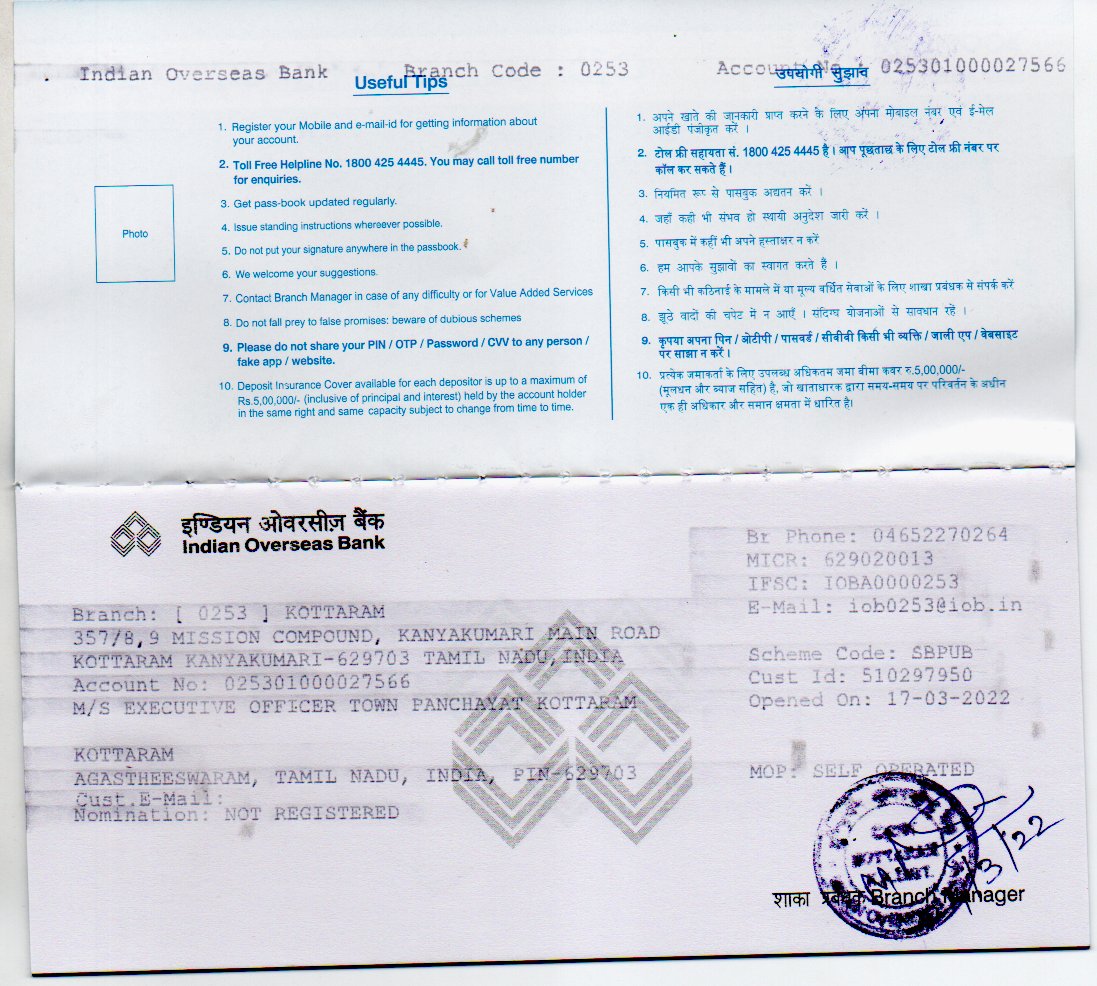 Indian Overseas Bank Branch Code : 0253 Account No : 025301000027566
Useful Tips
1. Register your Mobile and e-mail-id for getting information about
your account.
2. Toll Free Helpline No. 1800 425 4445. You may call toll free number
for enquiries.
3. Get pass-book updated regularly.
4. Issue standing instructions whereever possible.
5. Do not put your signature anywhere in the passbook.
6. We welcome your suggestions.
7. Contact Branch Manager in case of any difficulty or for Value Added Services
8. Do not fall prey to false promises: beware of dubious schemes
9. Please do not share your PIN / OTP / Password / CVV to any person /
fake app / website.
10. Deposit Insurance Cover available for each depositor is up to a maximum of
Rs.5,00,000/- (inclusive of principal and interest) held by the account holder
in the same right and same capacity subject to change from time to time.
Photo
उपयोगी सुझाव
1. अपने खाते की जानकारी प्राप्त करने के लिए अपना मोबाइल नंबर एवं ई-मेल
आईडी पंजीकृत करें ।
2. टोल फ्री सहायता सं. 1800 425 4445 है । आप पूछताछ के लिए टोल फ्री नंबर पर
कॉल कर सकते हैं ।
3. नियमित रूप से पासबुक अद्यतन करें ।
4. जहाँ कही भी संभव हो स्थायी अनुदेश जारी करें ।
5. पासबुक में कहीं भी अपने हस्ताक्षर न करें
6. हम आपके सुझावों का स्वागत करते हैं ।
7. किसी भी कठिनाई के मामले में या मूल्य वर्धित सेवाओं के लिए शाखा प्रबंधक से संपर्क करें
8. झूठे वादों की चपेट में न आएँ । संदिग्ध योजनाओं से सावधान रहें ।
9. कृपया अपना पिन / ओटीपी / पासवर्ड / सीवीवी किसी भी व्यक्ति / जाली एप / वेबसाइट
पर साझा न करें ।
10. प्रत्येक जमाकर्ता के लिए उपलब्ध अधिकतम जमा बीमा कवर रु.5,00,000/-
(मूलधन और ब्याज सहित) है, जो खाताधारक द्वारा समय-समय पर परिवर्तन के अधीन
एक ही अधिकार और समान क्षमता में धारित है।
इण्डियन ओवरसीज़ बैंक
Indian Overseas Bank
Br Phone: 04652270264
MICR: 629020013
IFSC: IOBA0000253
E-Mail: iob0253@iob.in
Branch: [ 0253 ] KOTTARAM
357/8,9 MISSION COMPOUND, KANYAKUMARI MAIN ROAD
KOTTARAM KANYAKUMARI-629703 TAMIL NADU,INDIA
Account No: 025301000027566
M/S EXECUTIVE OFFICER TOWN PANCHAYAT KOTTARAM
Scheme Code: SBPUB
Cust Id: 510297950
Opened On: 17-03-2022
KOTTARAM
AGASTHEESWARAM, TAMIL NADU, INDIA, PIN-629703
Cust.E-Mail:
Nomination: NOT REGISTERED
MOP: SELF OPERATED
KOTTARAM
/3/22
शाका प्रबंधक Branch Manager